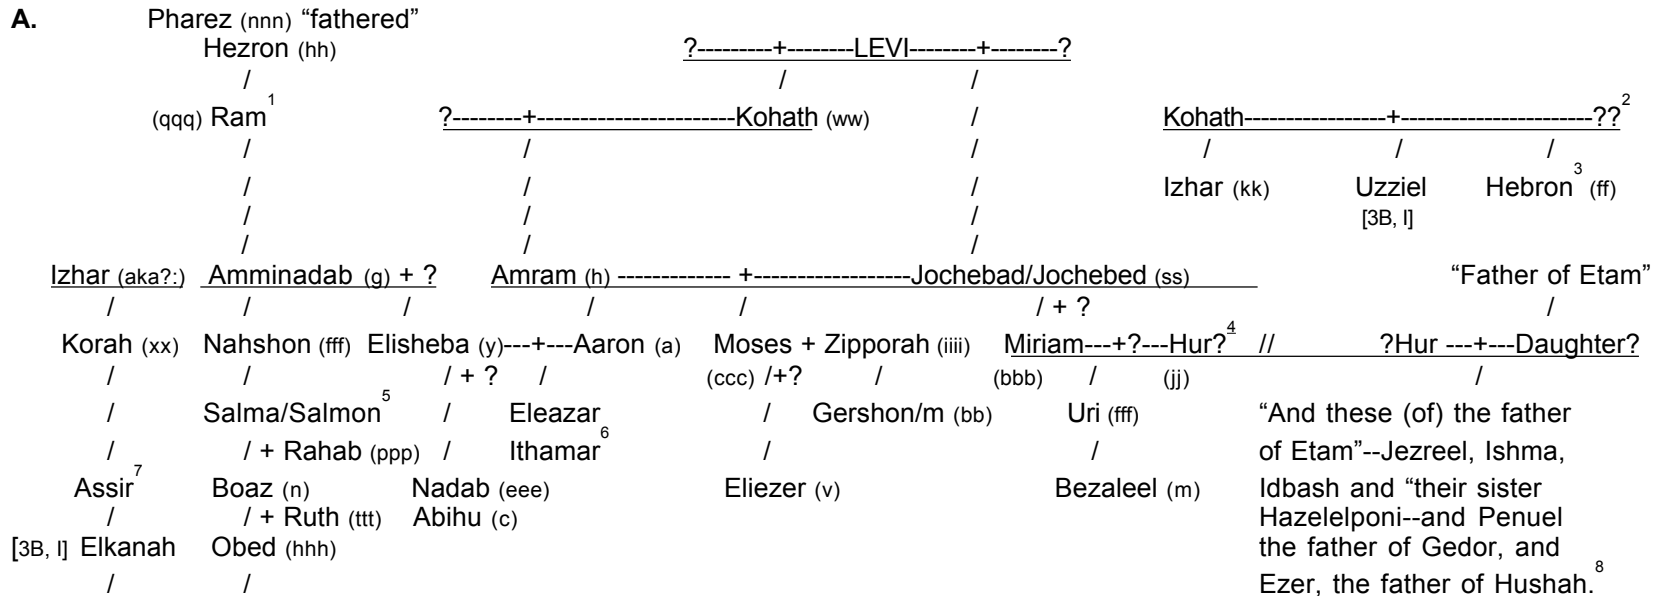 A. Pharez (nnn) “fathered”
Hezron (hh) ?---------+--------LEVI--------+--------?
/ / /
(qqq) Ram1 ?--------+-----------------------Kohath (ww) / Kohath-----------------+-----------------------??2
/ / / / / /
/ / / Izhar (kk) Uzziel Hebron3 (ff)
/ / / [3B, I]
/ / /
Izhar (aka?:) Amminadab (g) + ? Amram (h) ------------- +------------------Jochebad/Jochebed (ss) “Father of Etam”
/ / / / / / + ? /
Korah (xx) Nahshon (fff) Elisheba (y)---+---Aaron (a) Moses + Zipporah (iiii) Miriam---+?---Hur?4 // ?Hur ---+---Daughter?
/ / / + ? / (ccc) /+? / (bbb) / (jj) /
/ Salma/Salmon5 / Eleazar / Gershon/m (bb) Uri (fff) “And these (of) the father
/ / + Rahab (ppp) / Ithamar6 / / of Etam”--Jezreel, Ishma,
Assir7 Boaz (n) Nadab (eee) Eliezer (v) Bezaleel (m) Idbash and “their sister
/ / + Ruth (ttt) Abihu (c) Hazelelponi--and Penuel
[3B, I] Elkanah Obed (hhh) the father of Gedor, and
/ / Ezer, the father of Hushah.8